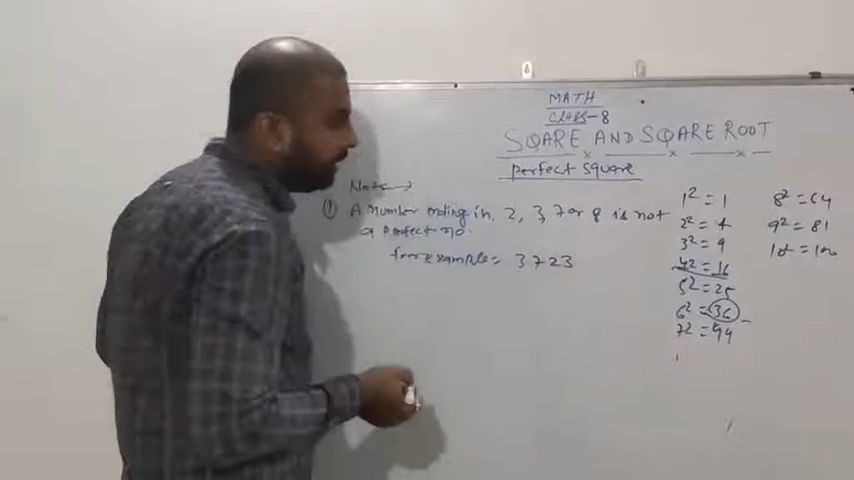 MATH
Class-8
SQARE AND SQARE ROOT
Perfect Square
Note →
① A number ending in, 2, 3, 7 or 8 is not
a perfect no.
for example:- 3723
1² = 1
2² = 4
3² = 9
4² = 16
5² = 25
6² = 36
7² = 49
8² = 64
9² = 81
10² = 100